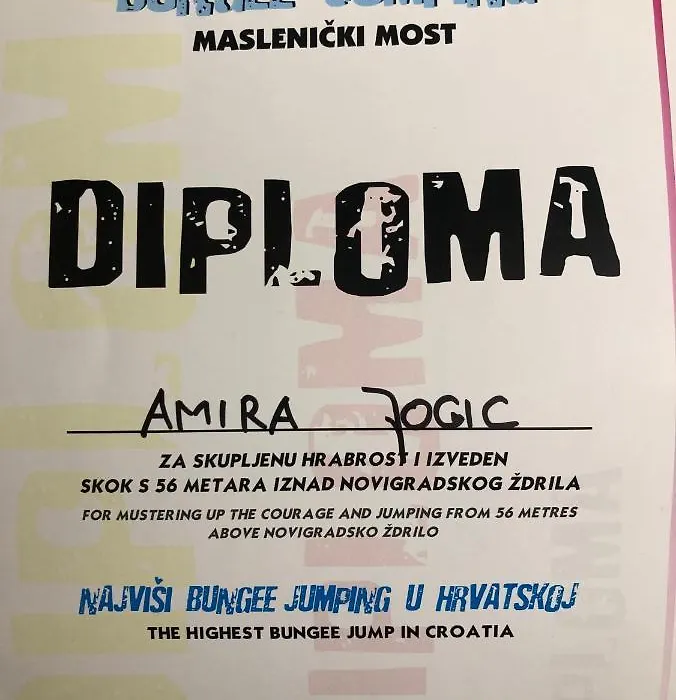 BUNGEE JUMPING
MASLENIČKI MOST
DIPLOMA
AMIRA JOGIC
ZA SKUPLJENU HRABROST I IZVEDEN
SKOK S 56 METARA IZNAD NOVIGRADSKOG ŽDRILA
FOR MUSTERING UP THE COURAGE AND JUMPING FROM 56 METRES
ABOVE NOVIGRADSKO ŽDRILO
NAJVIŠI BUNGEE JUMPING U HRVATSKOJ
THE HIGHEST BUNGEE JUMP IN CROATIA